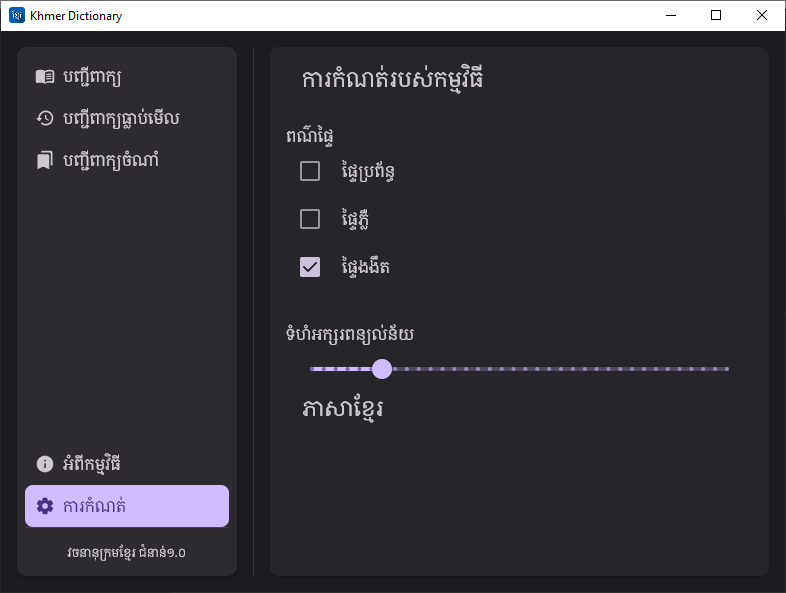 Khmer Dictionary
បញ្ជីពាក្យ
បញ្ជីពាក្យធ្លាប់មើល
បញ្ជីពាក្យចំណាំ
អំពីកម្មវិធី
ការកំណត់
វចនានុក្រមខ្មែរ ជំនាន់១.០
ការកំណត់របស់កម្មវិធី
ពណ៌ផ្ទៃ
ផ្ទៃប្រព័ន្ធ
ផ្ទៃភ្លឺ
ផ្ទៃងងឹត
ទំហំអក្សរពន្យល់ន័យ
ភាសាខ្មែរ